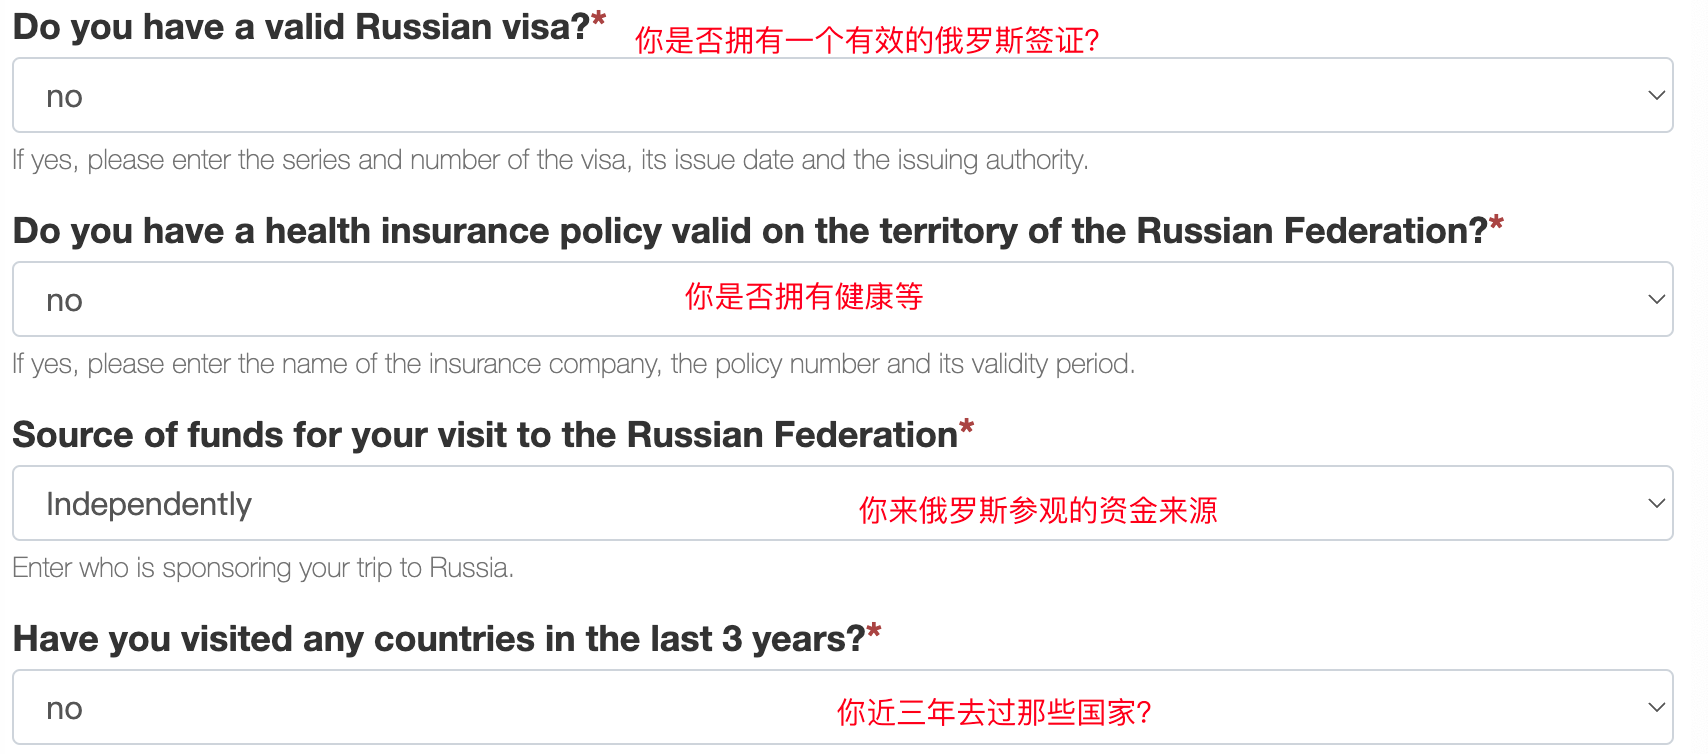 Do you have a valid Russian visa?* 你是否拥有一个有效的俄罗斯签证?
no
If yes, please enter the series and number of the visa, its issue date and the issuing authority.
Do you have a health insurance policy valid on the territory of the Russian Federation?*
no 你是否拥有健康等
If yes, please enter the name of the insurance company, the policy number and its validity period.
Source of funds for your visit to the Russian Federation*
Independently 你来俄罗斯参观的资金来源
Enter who is sponsoring your trip to Russia.
Have you visited any countries in the last 3 years?*
no 你近三年去过那些国家?